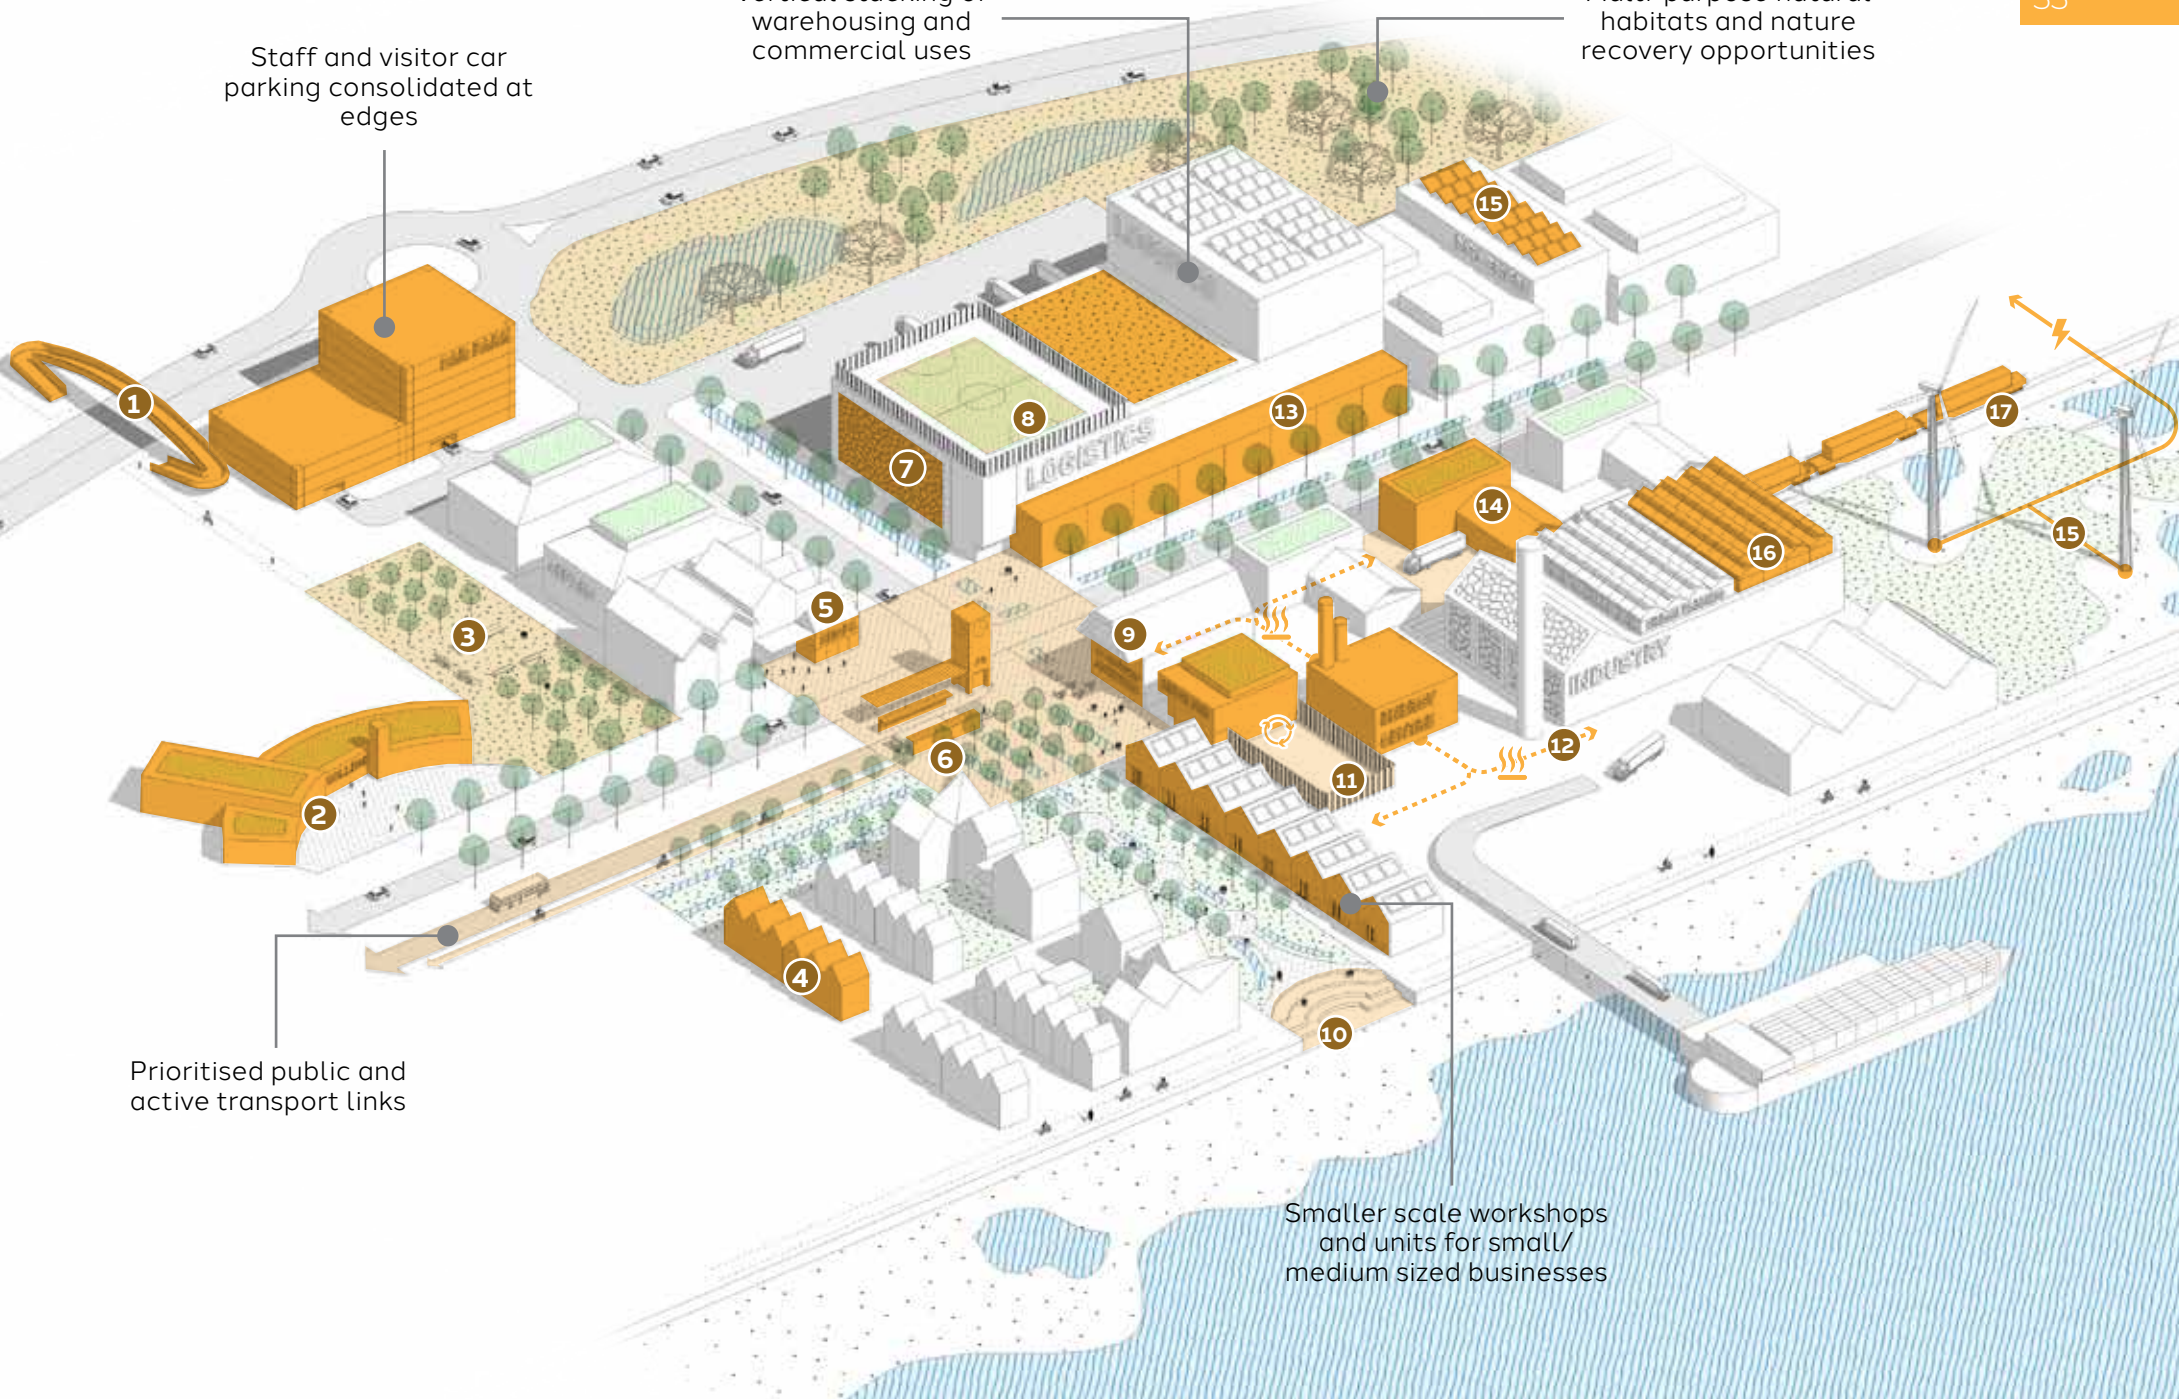 warehousing and
commercial uses
habitats and nature
recovery opportunities
Staff and visitor car
parking consolidated at
edges
15
1
17
13
8
LOGISTICS
7
14
15
16
5
9
3
INDUSTRY
12
6
11
2
4
10
Prioritised public and
active transport links
Smaller scale workshops
and units for small/
medium sized businesses